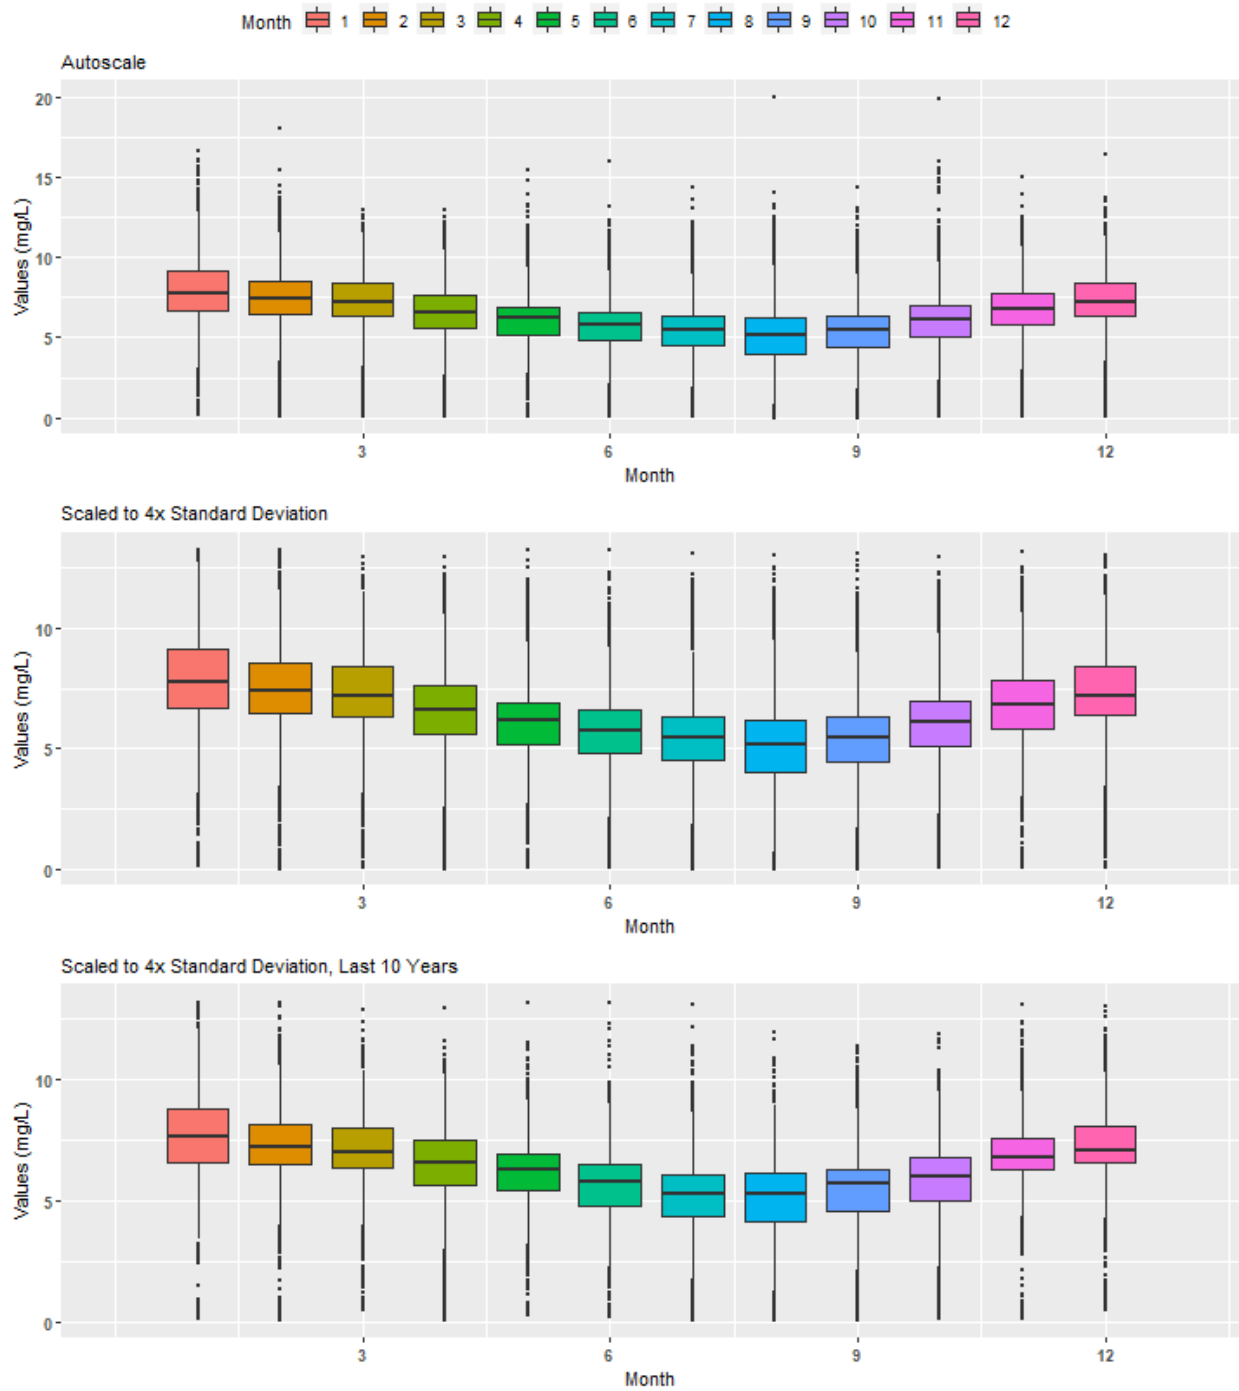 Month 1 2 3 4 5 6 7 8 9 10 11 12
Autoscale
20
15
10
5
0
Values (mg/L)
3 6 9 12
Month
Scaled to 4x Standard Deviation
10
5
0
Values (mg/L)
3 6 9 12
Month
Scaled to 4x Standard Deviation, Last 10 Years
10
5
0
Values (mg/L)
3 6 9 12
Month